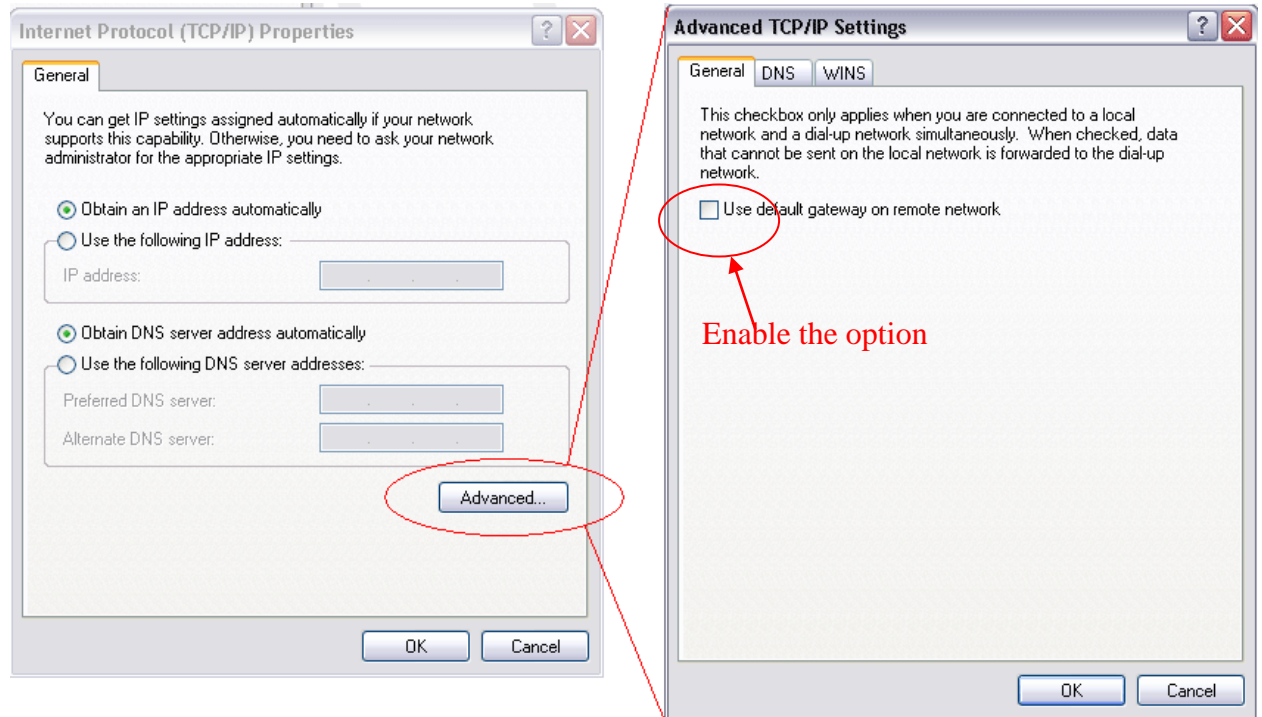 Internet Protocol (TCP/IP) Properties
General
You can get IP settings assigned automatically if your network
supports this capability. Otherwise, you need to ask your network
administrator for the appropriate IP settings.
Obtain an IP address automatically
Use the following IP address:
IP address:
Obtain DNS server address automatically
Use the following DNS server addresses:
Preferred DNS server:
Alternate DNS server:
Advanced...
OK
Cancel
Advanced TCP/IP Settings
General
DNS
WINS
This checkbox only applies when you are connected to a local
network and a dial-up network simultaneously. When checked, data
that cannot be sent on the local network is forwarded to the dial-up
network.
Use default gateway on remote network
Enable the option
OK
Cancel